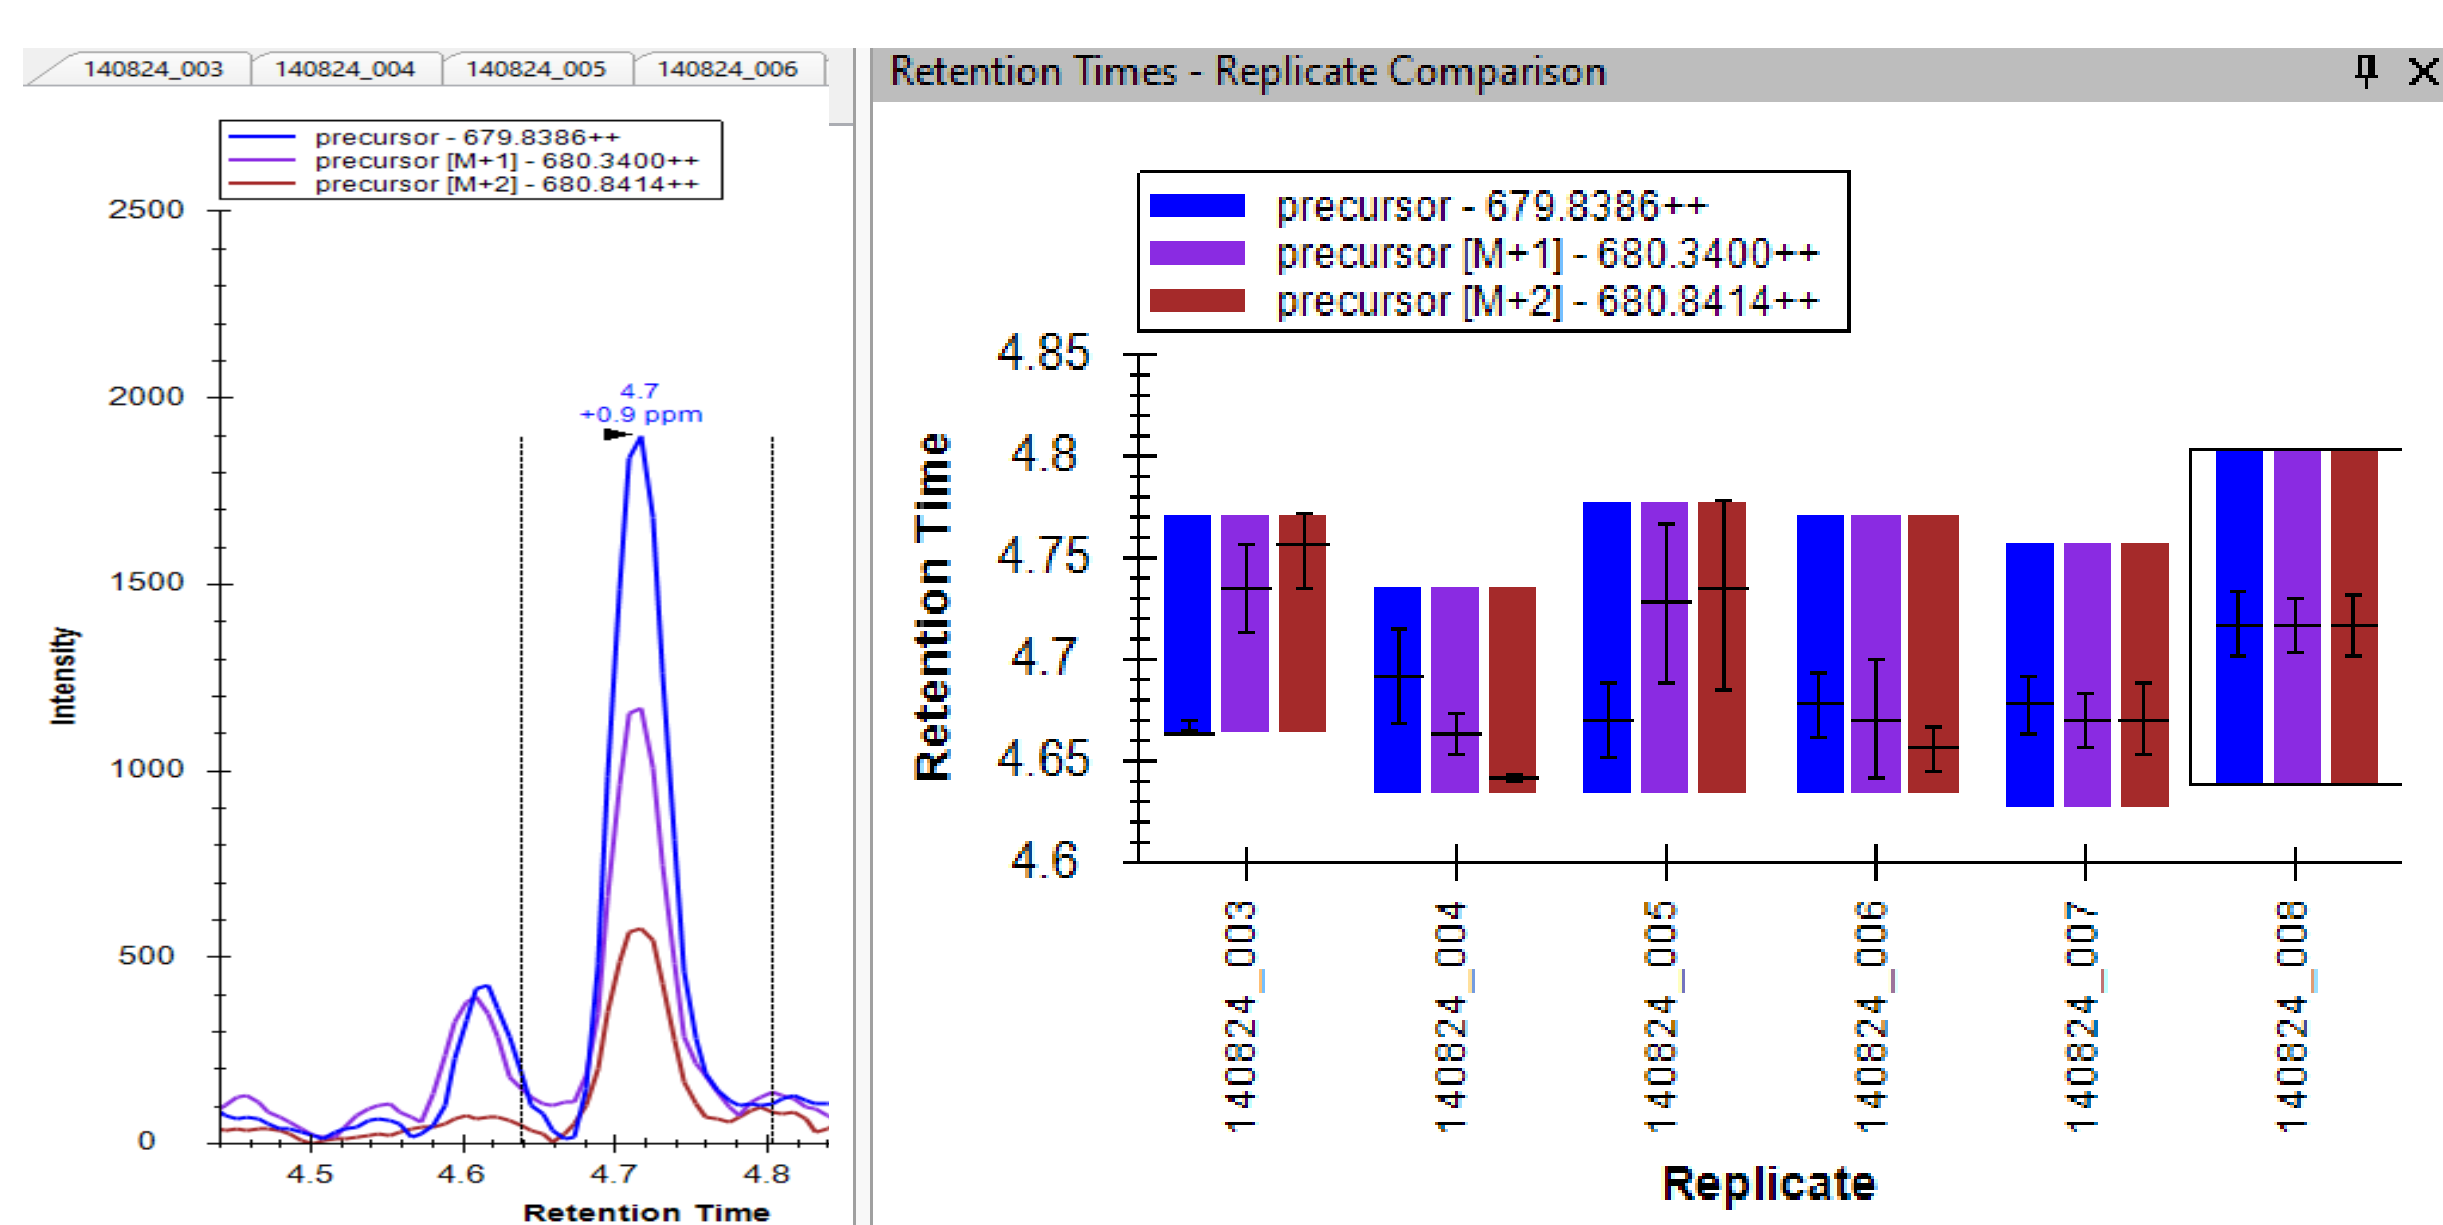 140824_003
140824_004
140824_005
140824_006
precursor - 679.8386++
precursor [M+1] - 680.3400++
precursor [M+2] - 680.8414++
2500
2000
1500
1000
500
0
Intensity
4.7
+0.9 ppm
4.5
4.6
4.7
4.8
Retention Time
Retention Times - Replicate Comparison
precursor - 679.8386++
precursor [M+1] - 680.3400++
precursor [M+2] - 680.8414++
4.85
4.8
4.75
4.7
4.65
4.6
Retention Time
140824_003
140824_004
140824_005
140824_006
140824_007
140824_008
Replicate